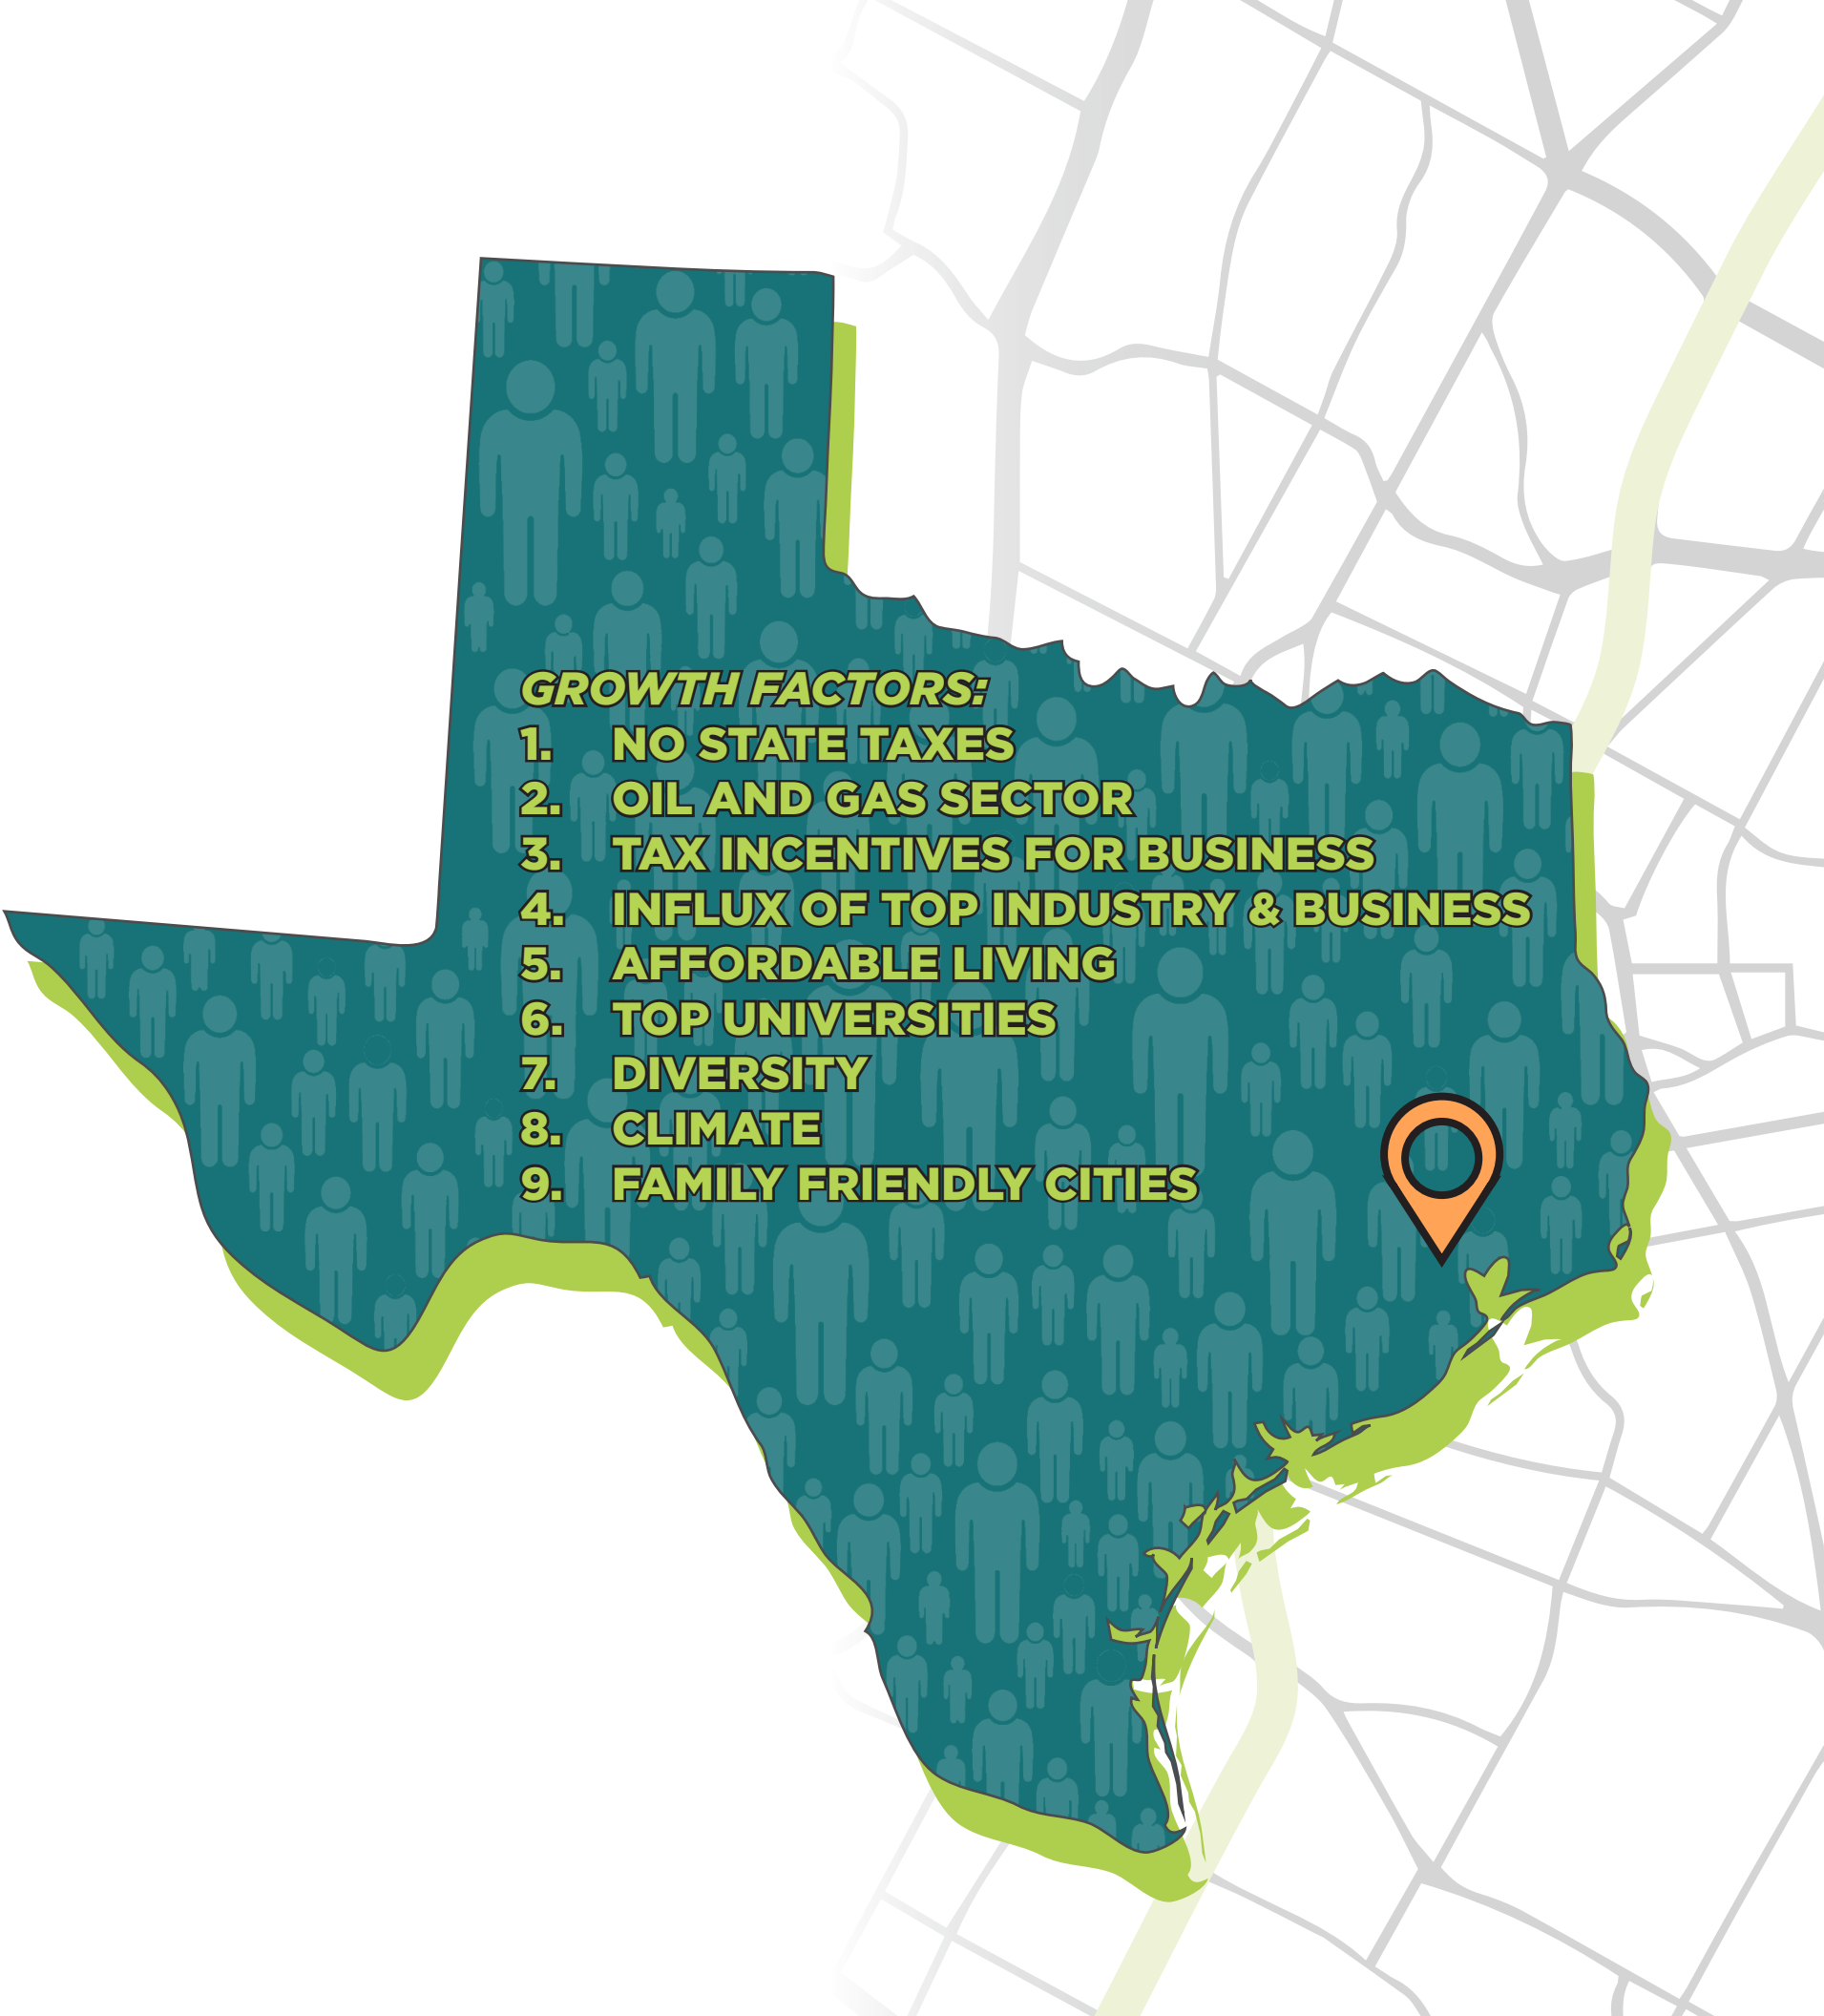 GROWTH FACTORS:
1. NO STATE TAXES
2. OIL AND GAS SECTOR
3. TAX INCENTIVES FOR BUSINESS
4. INFLUX OF TOP INDUSTRY & BUSINESS
5. AFFORDABLE LIVING
6. TOP UNIVERSITIES
7. DIVERSITY
8. CLIMATE
9. FAMILY FRIENDLY CITIES